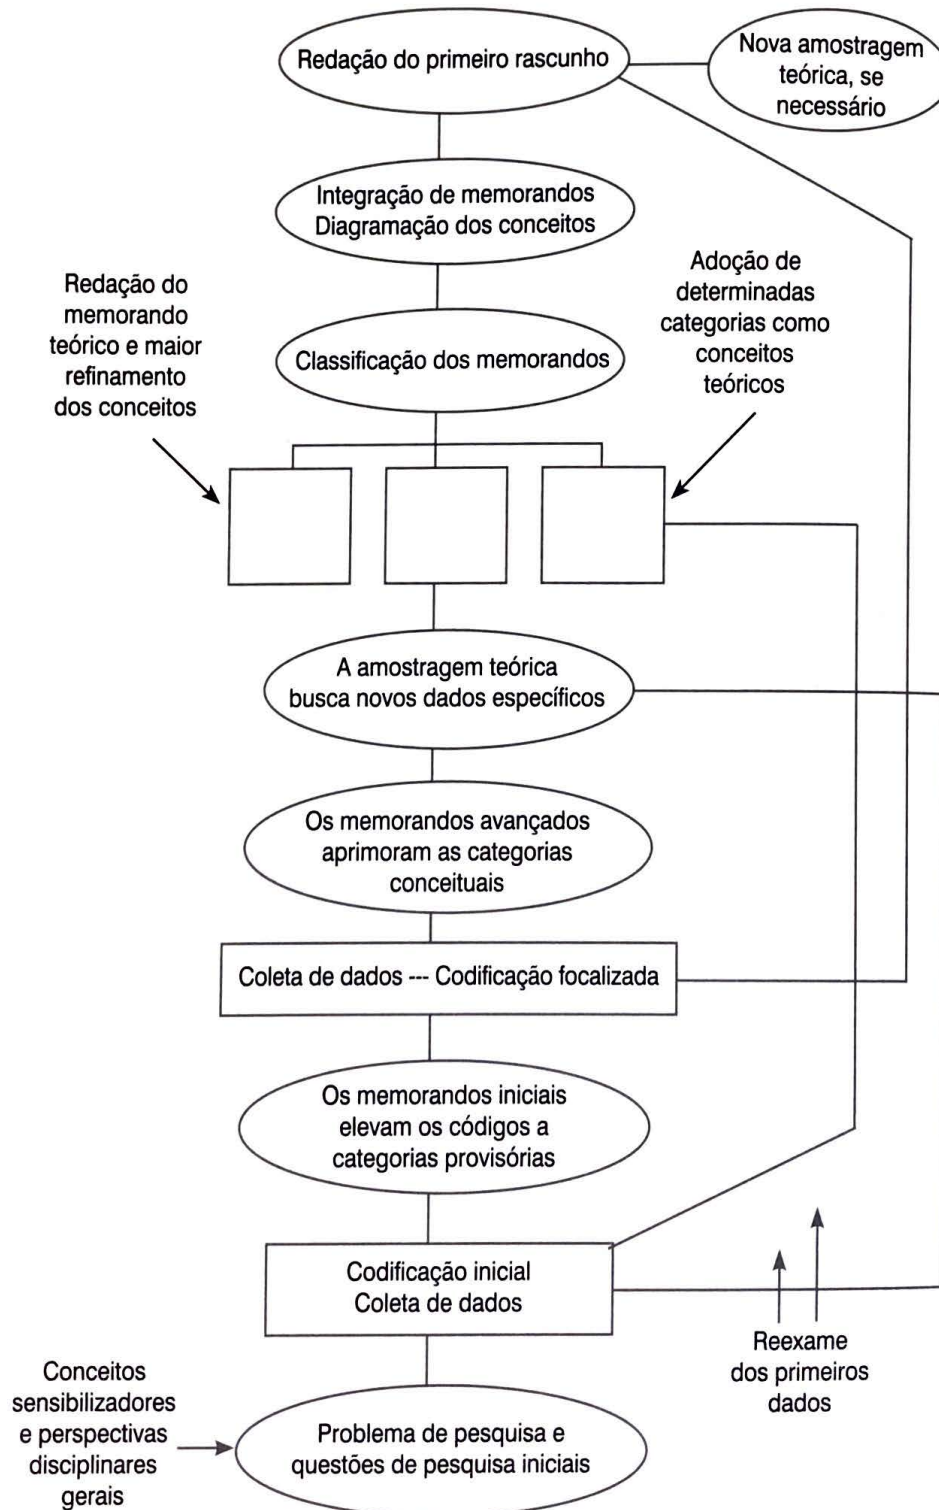 Redação do primeiro rascunho
Nova amostragem
teórica, se
necessário
Integração de memorandos
Diagramação dos conceitos
Redação do
memorando
teórico e maior
refinamento
dos conceitos
Adoção de
determinadas
categorias como
conceitos
teóricos
Classificação dos memorandos
A amostragem teórica
busca novos dados específicos
Os memorandos avançados
aprimoram as categorias
conceituais
Coleta de dados --- Codificação focalizada
Os memorandos iniciais
elevam os códigos a
categorias provisórias
Codificação inicial
Coleta de dados
Reexame
dos primeiros
dados
Conceitos
sensibilizadores
e perspectivas
disciplinares
gerais
Problema de pesquisa e
questões de pesquisa iniciais